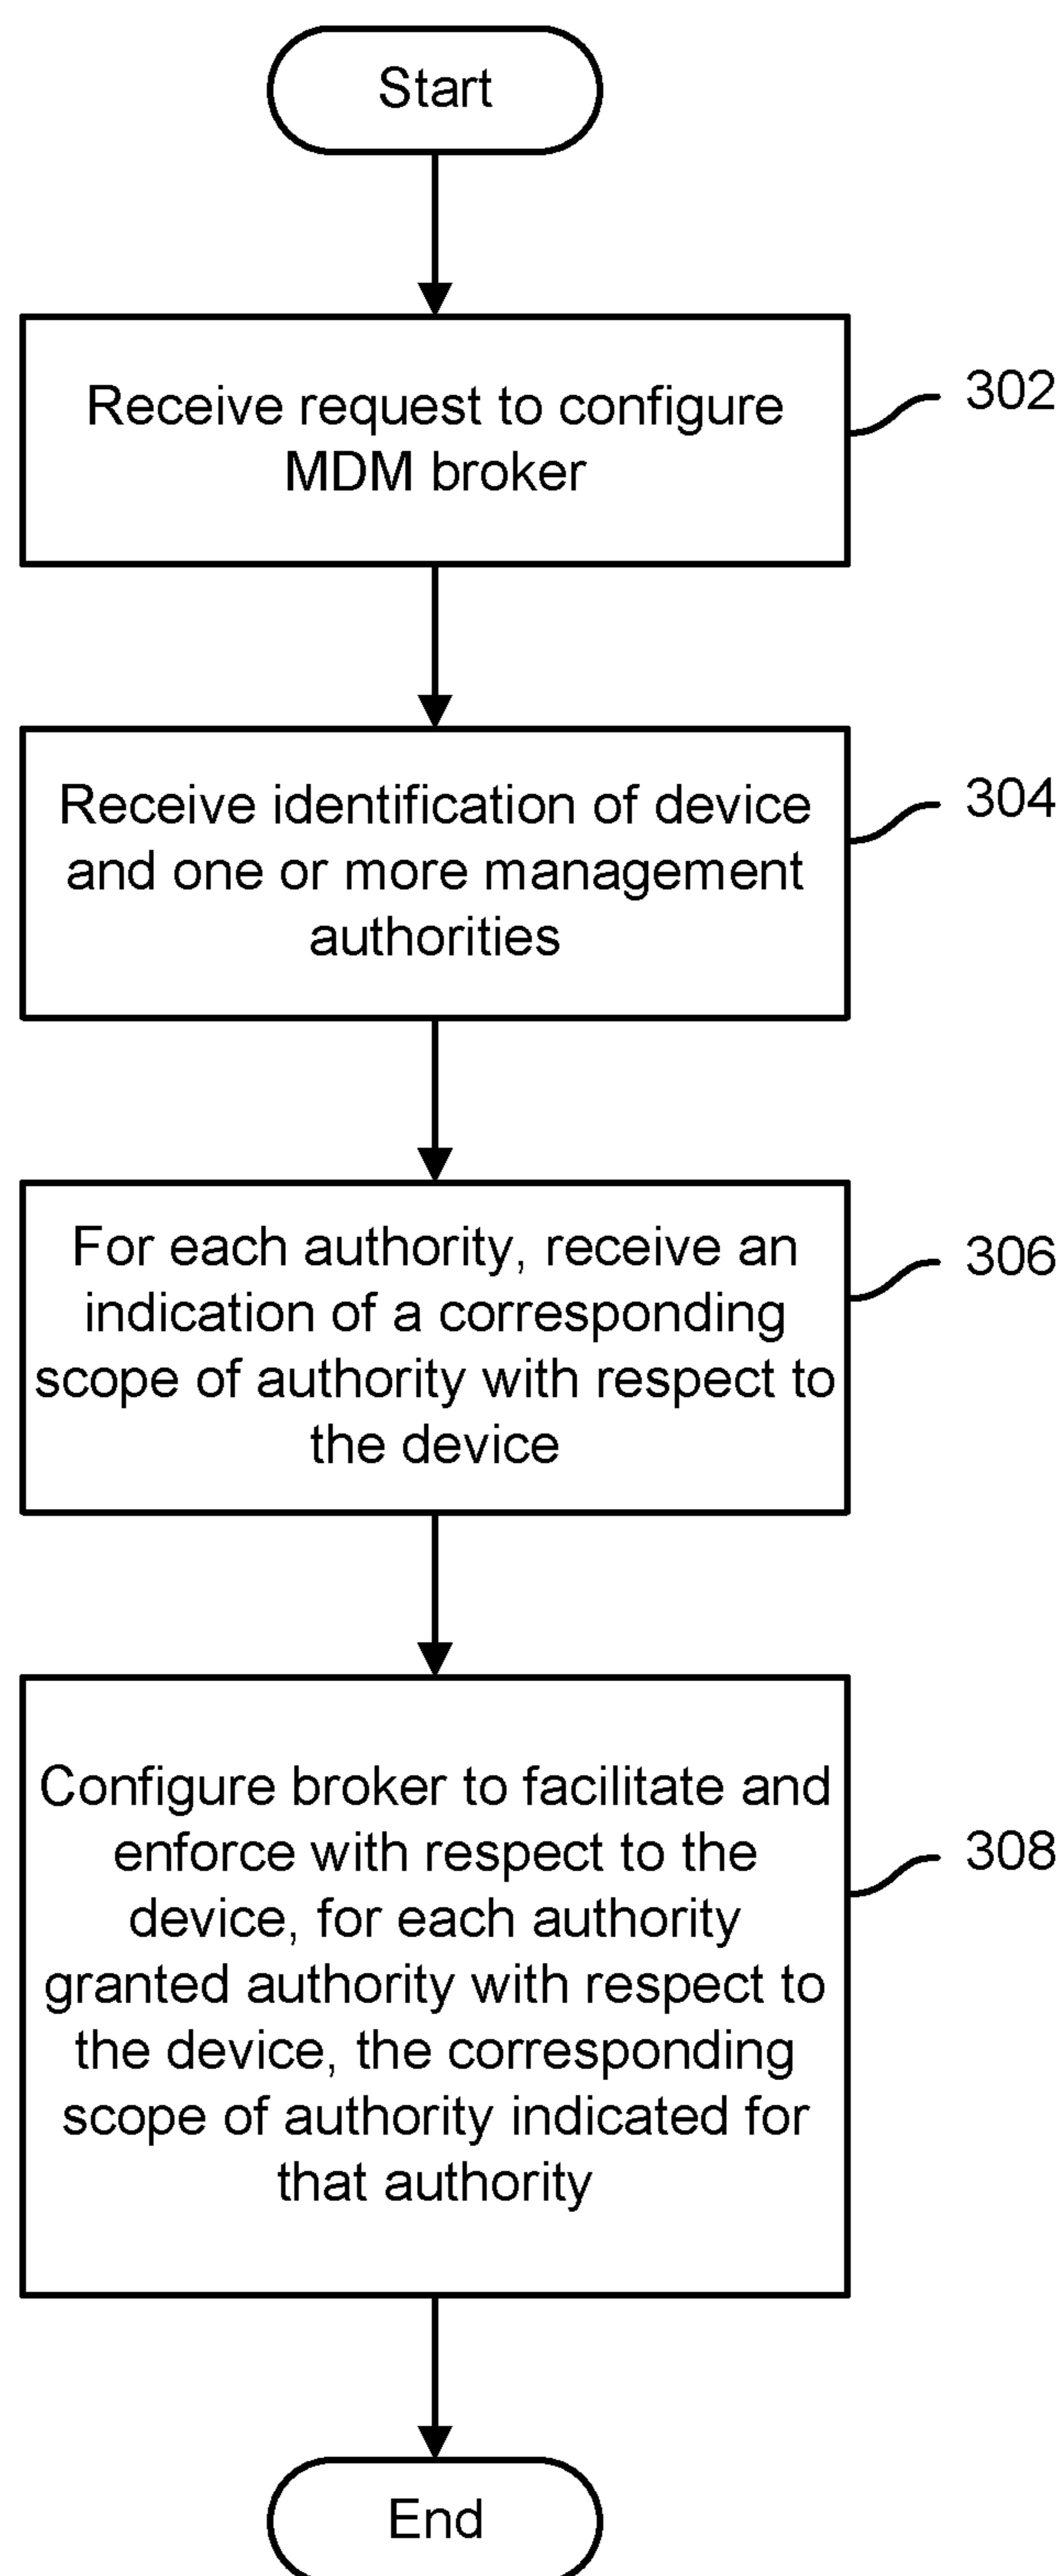 Start
Receive request to configure
MDM broker
302
Receive identification of device
and one or more management
authorities
304
For each authority, receive an
indication of a corresponding
scope of authority with respect to
the device
306
Configure broker to facilitate and
enforce with respect to the
device, for each authority
granted authority with respect to
the device, the corresponding
scope of authority indicated for
that authority
308
End